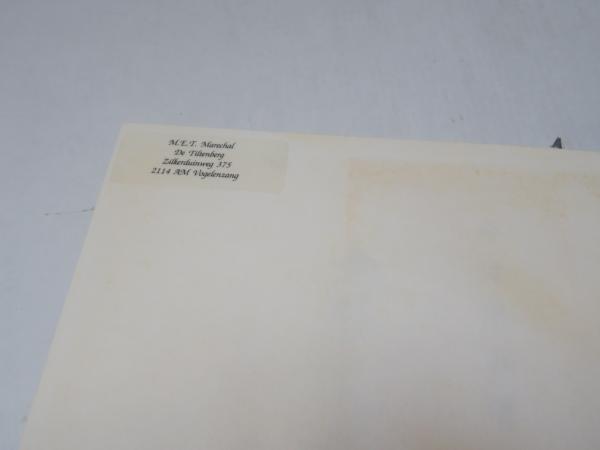 M.E.T. Marechal
De Tiltenberg
Zilkerduinweg 375
2114 AM Vogelenzang